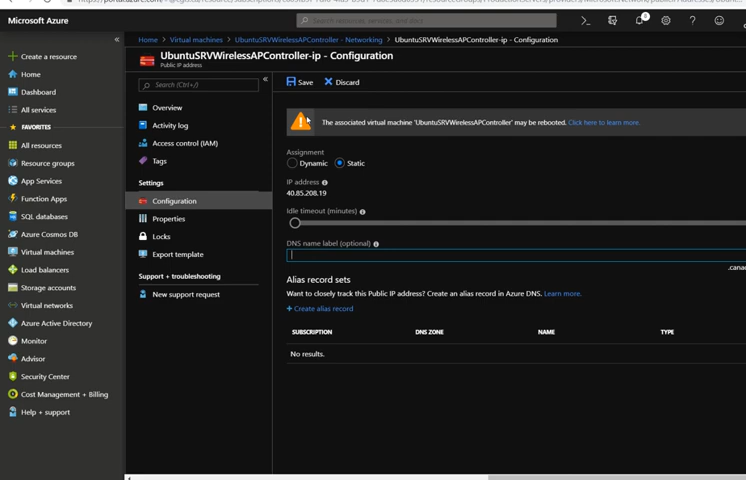 Microsoft Azure
Search resources, services, and docs
3
Home > Virtual machines > UbuntuSRVWirelessAPController - Networking > UbuntuSRVWirelessAPController-ip - Configuration
UbuntuSRVWirelessAPController-ip - Configuration
Public IP address
Create a resource
Home
Dashboard
All services
FAVORITES
All resources
Resource groups
App Services
Function Apps
SQL databases
Azure Cosmos DB
Virtual machines
Load balancers
Storage accounts
Virtual networks
Azure Active Directory
Monitor
Advisor
Security Center
Cost Management + Billing
Help + support
Search (Ctrl+/)
Overview
Activity log
Access control (IAM)
Tags
Settings
Configuration
Properties
Locks
Export template
Support + troubleshooting
New support request
Save Discard
The associated virtual machine 'UbuntuSRVWirelessAPController' may be rebooted. Click here to learn more.
Assignment
Dynamic Static
IP address
40.85.208.19
Idle timeout (minutes)
DNS name label (optional)
.canac
Alias record sets
Want to closely track this Public IP address? Create an alias record in Azure DNS. Learn more.
+ Create alias record
SUBSCRIPTION DNS ZONE NAME TYPE
No results.